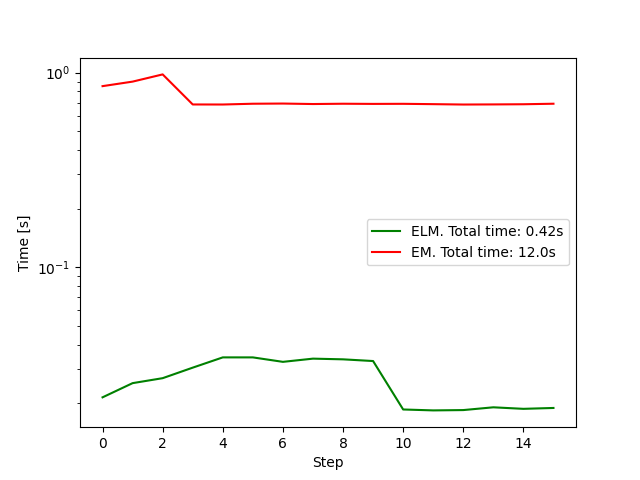 10⁰
10⁻¹
Time [s]
ELM. Total time: 0.42s
EM. Total time: 12.0s
0 2 4 6 8 10 12 14
Step